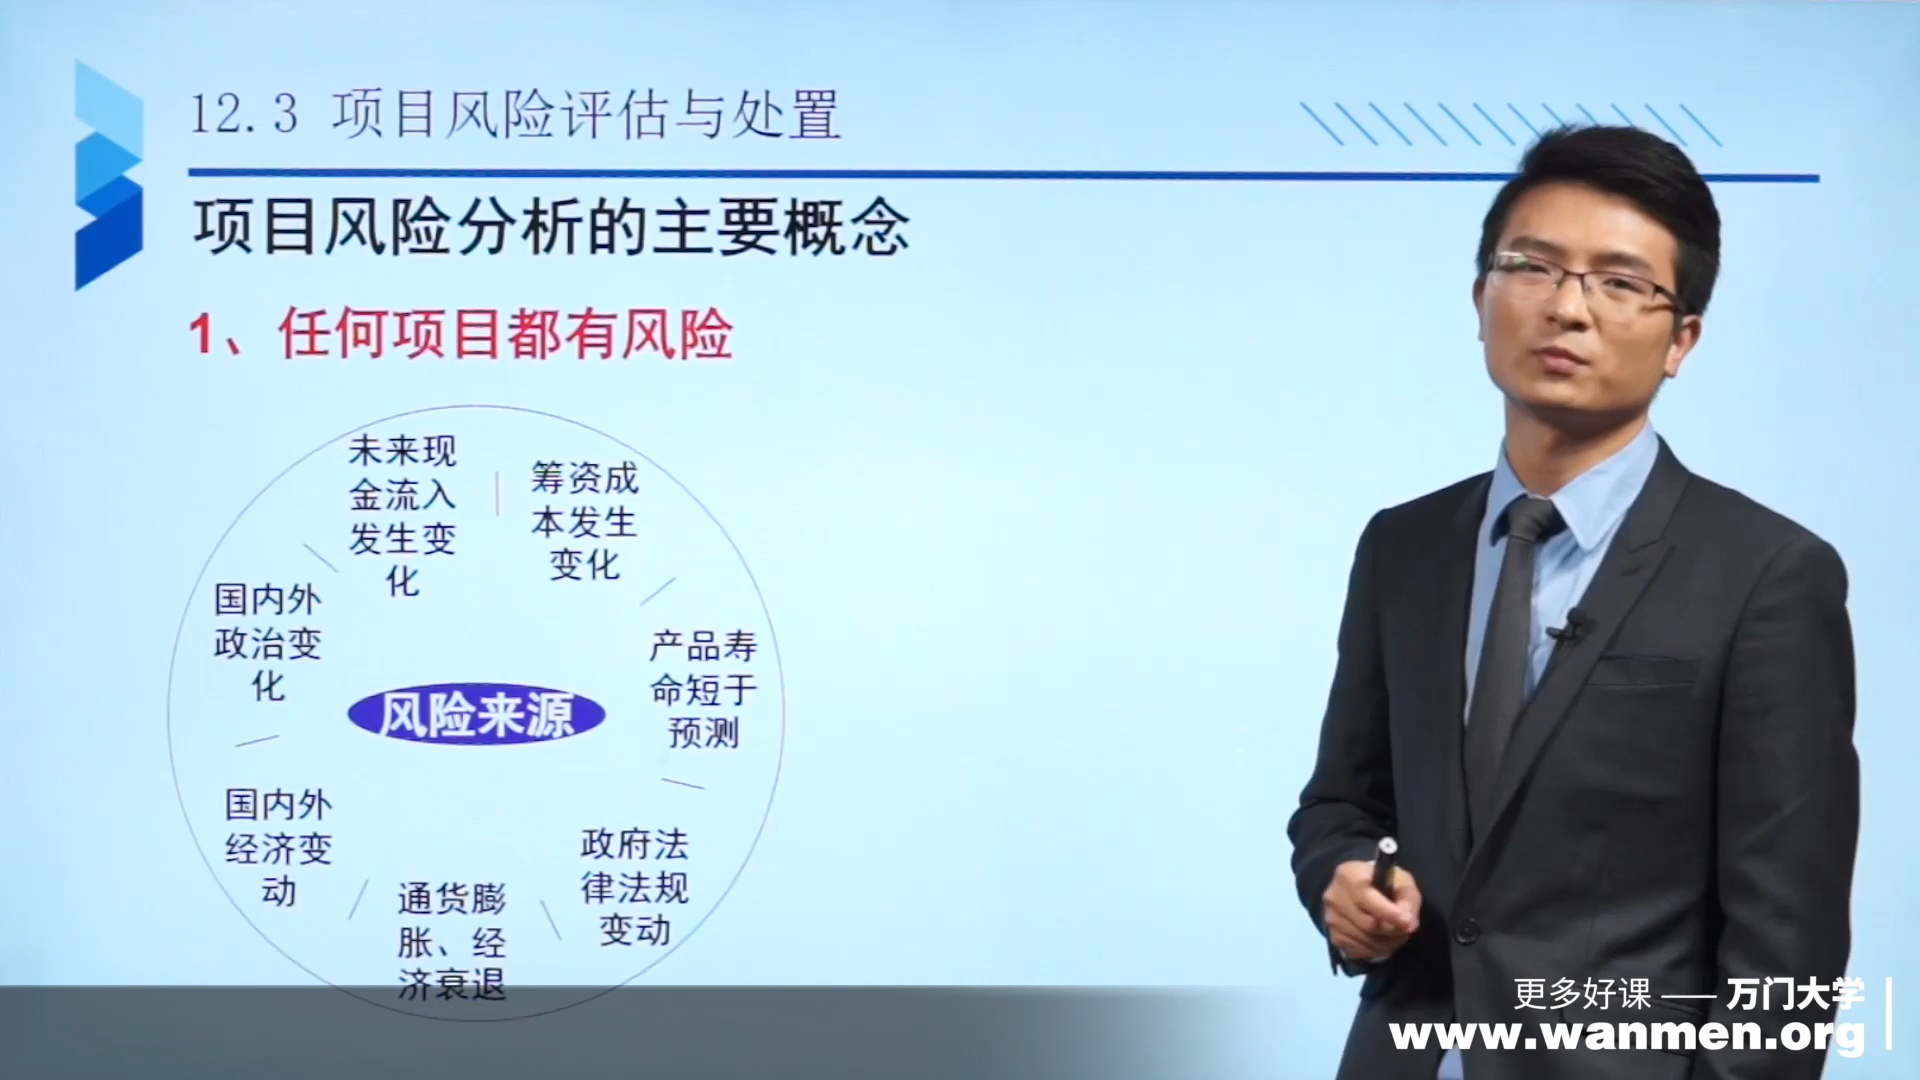 12.3 项目风险评估与处置
项目风险分析的主要概念
1、任何项目都有风险
未来现
金流入
发生变
化
筹资成
本发生
变化
国内外
政治变
化
产品寿
命短于
预测
风险来源
国内外
经济变
动
政府法
律法规
变动
通货膨
胀、经
济衰退
更多好课 —— 万门大学
www.wanmen.org